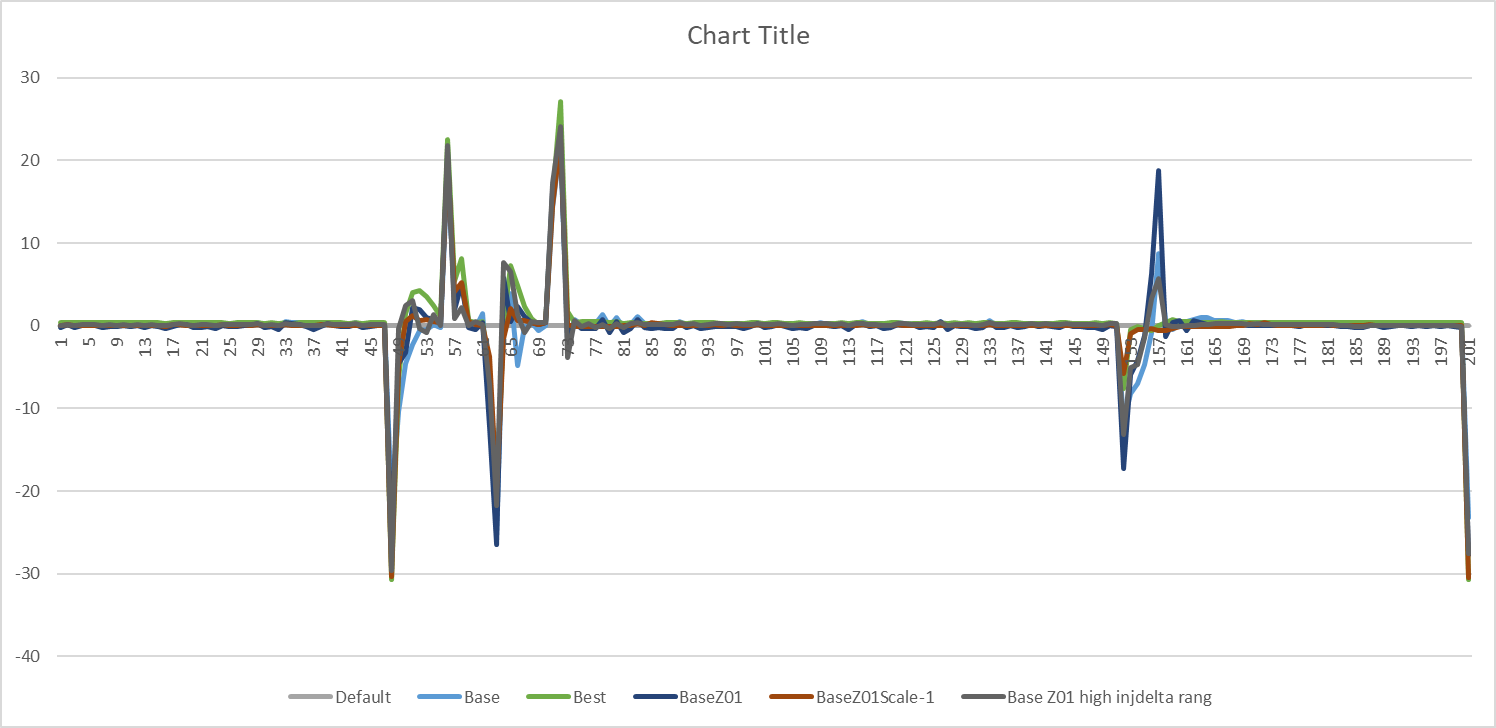 Chart Title
30
20
10
0
-10
-20
-30
-40
1 5 9 13 17 21 25 29 33 37 41 45 49 53 57 61 65 69 73 77 81 85 89 93 97 101 105 109 113 117 121 125 129 133 137 141 145 149 153 157 161 165 169 173 177 181 185 189 193 197 201
Default Base Best BaseZ01 BaseZ01Scale-1 Base Z01 high injdelta rang